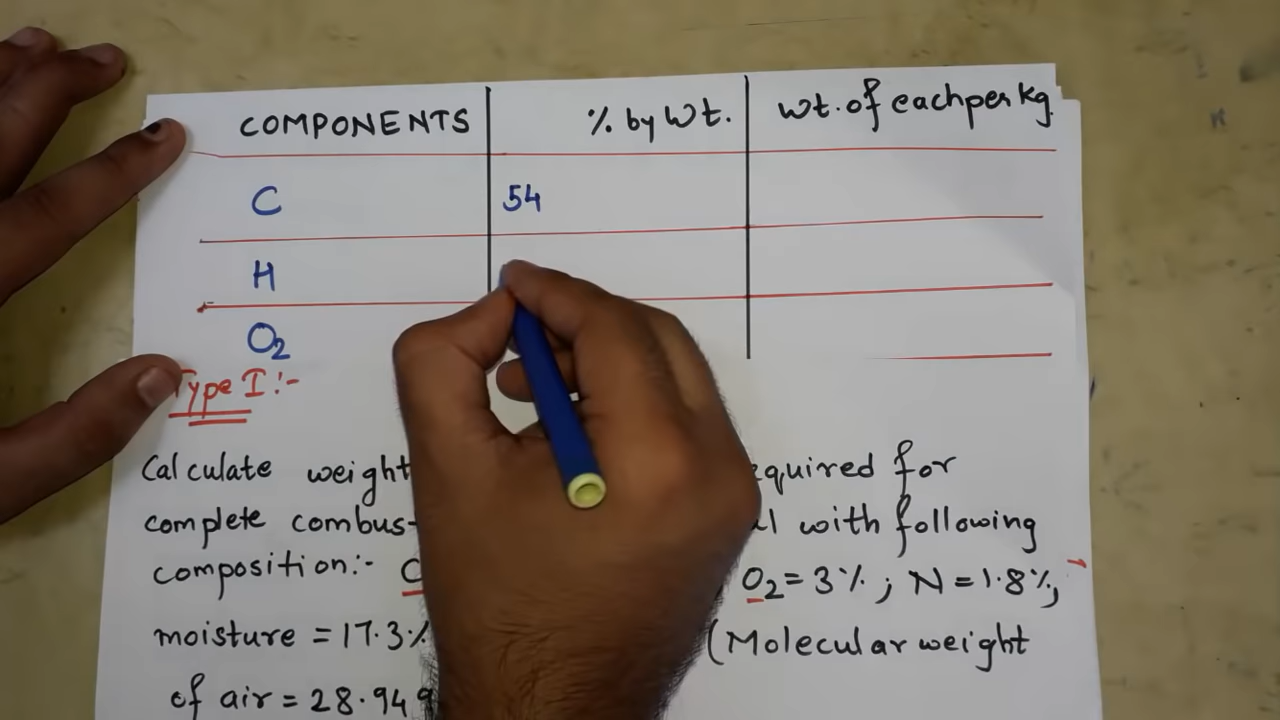 COMPONENTS % by Wt. Wt. of each per Kg.
C 54
H
O2
Type I :-
Calculate weight required for
complete combus- with following
composition:- C O2 = 3%; N = 1.8%,
moisture = 17.3% (Molecular weight
of air = 28.949